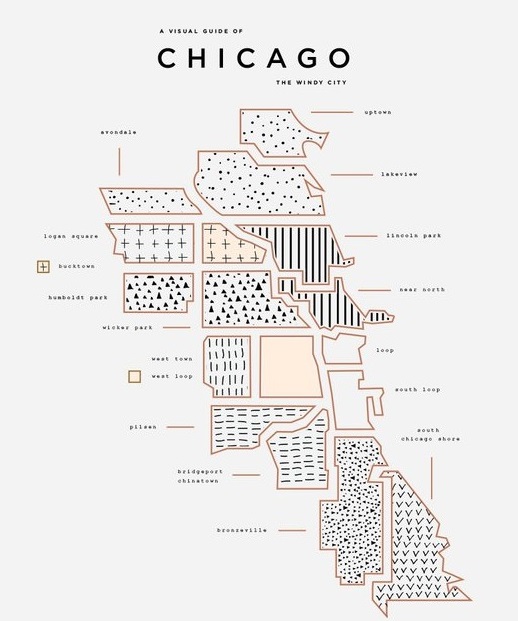 A VISUAL GUIDE OF
CHICAGO
THE WINDY CITY
uptown
avondale
lakeview
logan square
lincoln park
bucktown
near north
humboldt park
wicker park
loop
west town
west loop
south loop
pilsen
south
chicago shore
bridgeport
chinatown
bronzeville